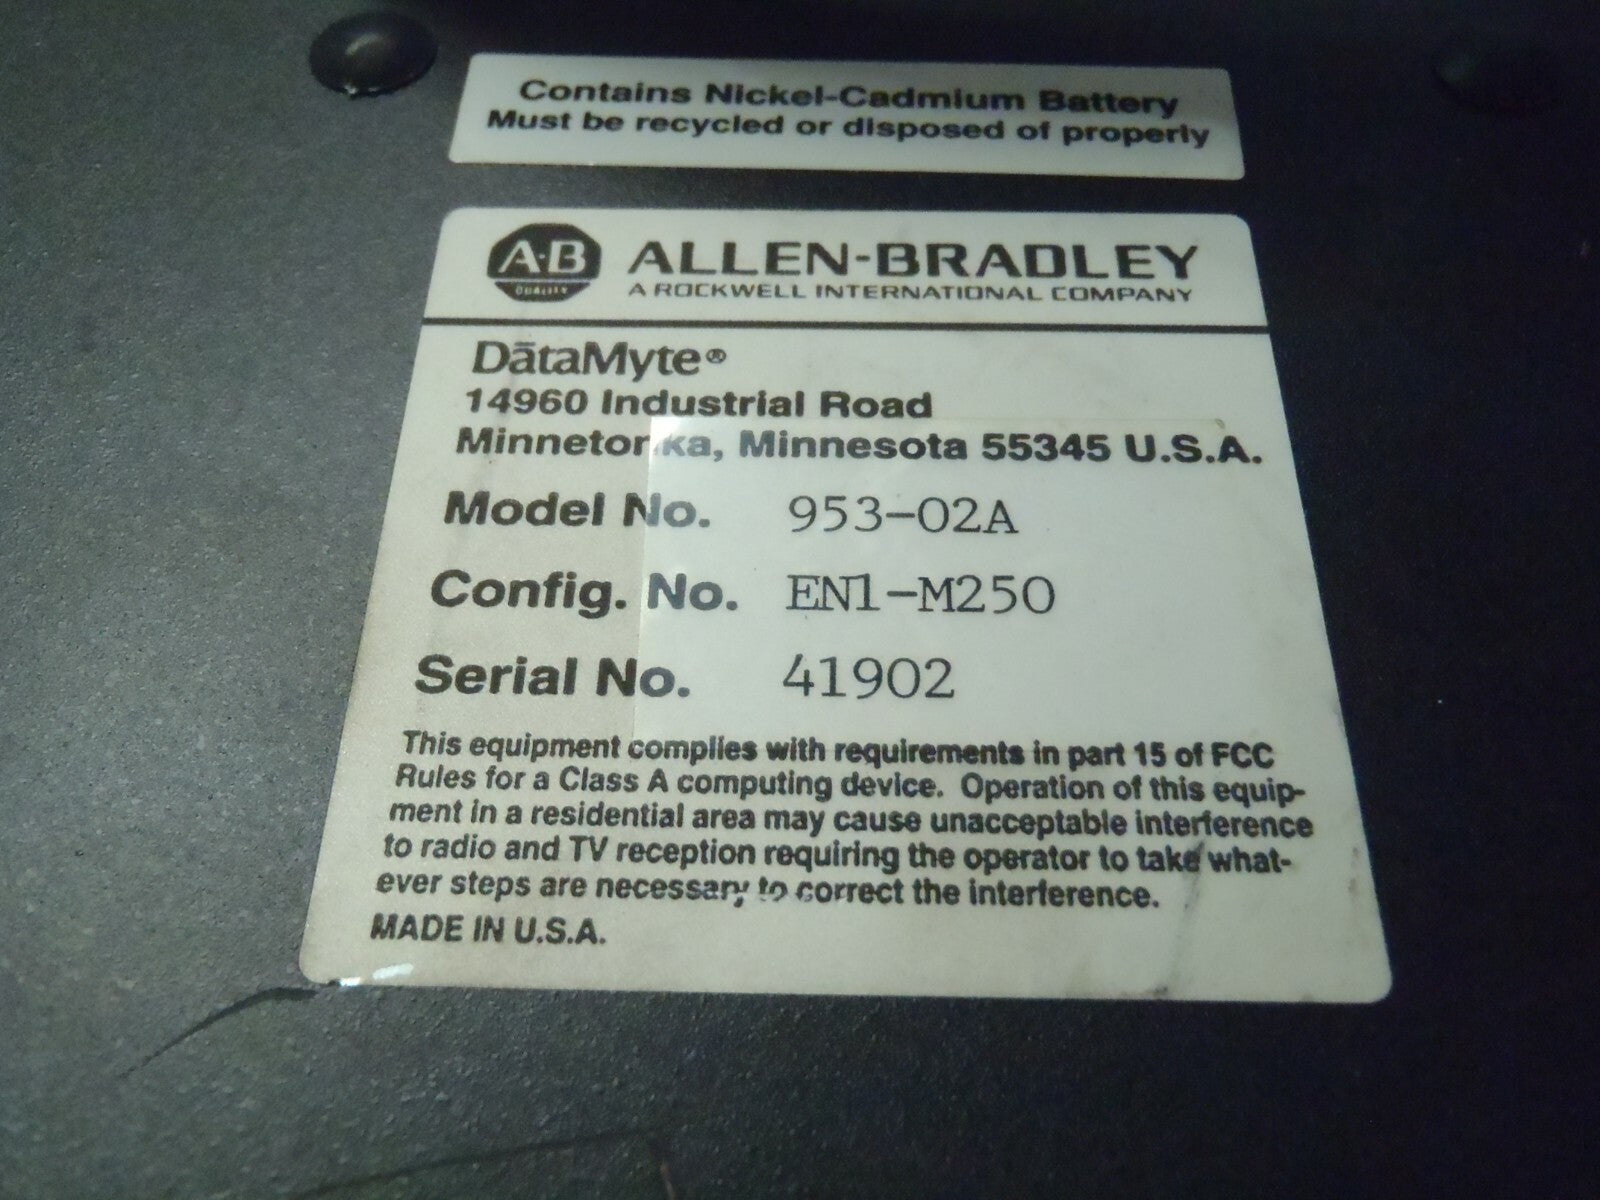 Contains Nickel-Cadmium Battery
Must be recycled or disposed of properly
A·B ALLEN-BRADLEY
QUALITY A ROCKWELL INTERNATIONAL COMPANY
DātaMyte®
14960 Industrial Road
Minnetonka, Minnesota 55345 U.S.A.
Model No. 953-02A
Config. No. EN1-M250
Serial No. 41902
This equipment complies with requirements in part 15 of FCC
Rules for a Class A computing device. Operation of this equip-
ment in a residential area may cause unacceptable interference
to radio and TV reception requiring the operator to take what-
ever steps are necessary to correct the interference.
MADE IN U.S.A.